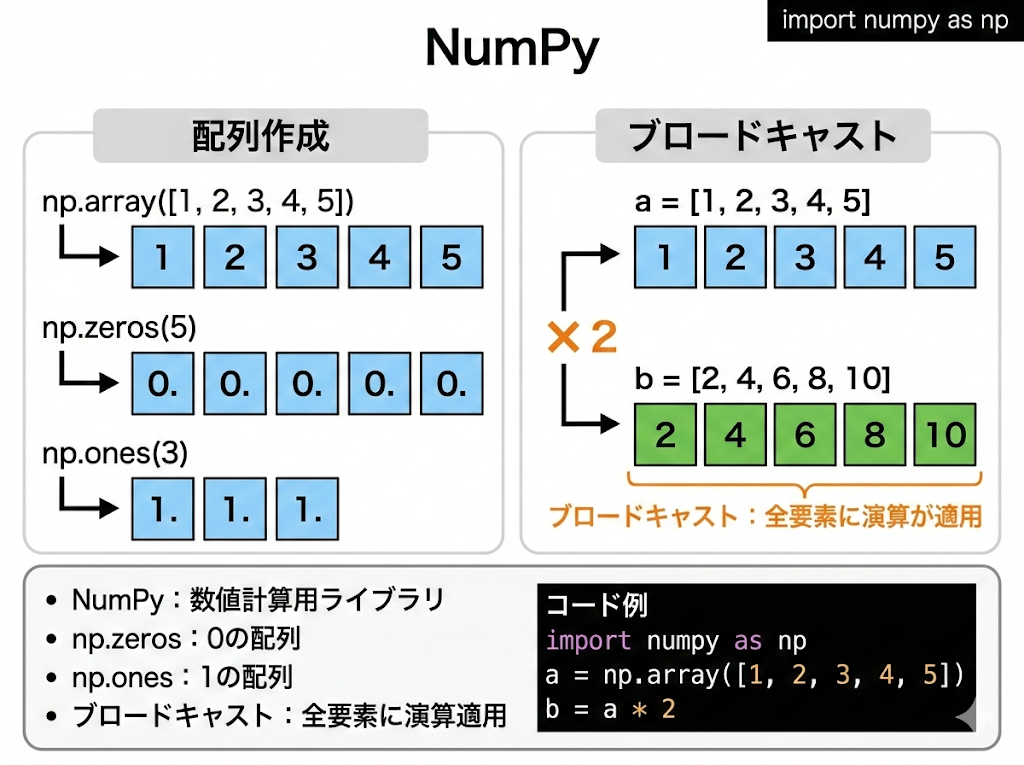 import numpy as np
NumPy
配列作成
np.array([1, 2, 3, 4, 5])
1 2 3 4 5
np.zeros(5)
0. 0. 0. 0. 0.
np.ones(3)
1. 1. 1.
ブロードキャスト
a = [1, 2, 3, 4, 5]
1 2 3 4 5
× 2
b = [2, 4, 6, 8, 10]
2 4 6 8 10
ブロードキャスト：全要素に演算が適用
• NumPy：数値計算用ライブラリ
• np.zeros：0の配列
• np.ones：1の配列
• ブロードキャスト：全要素に演算適用
コード例
import numpy as np
a = np.array([1, 2, 3, 4, 5])
b = a * 2